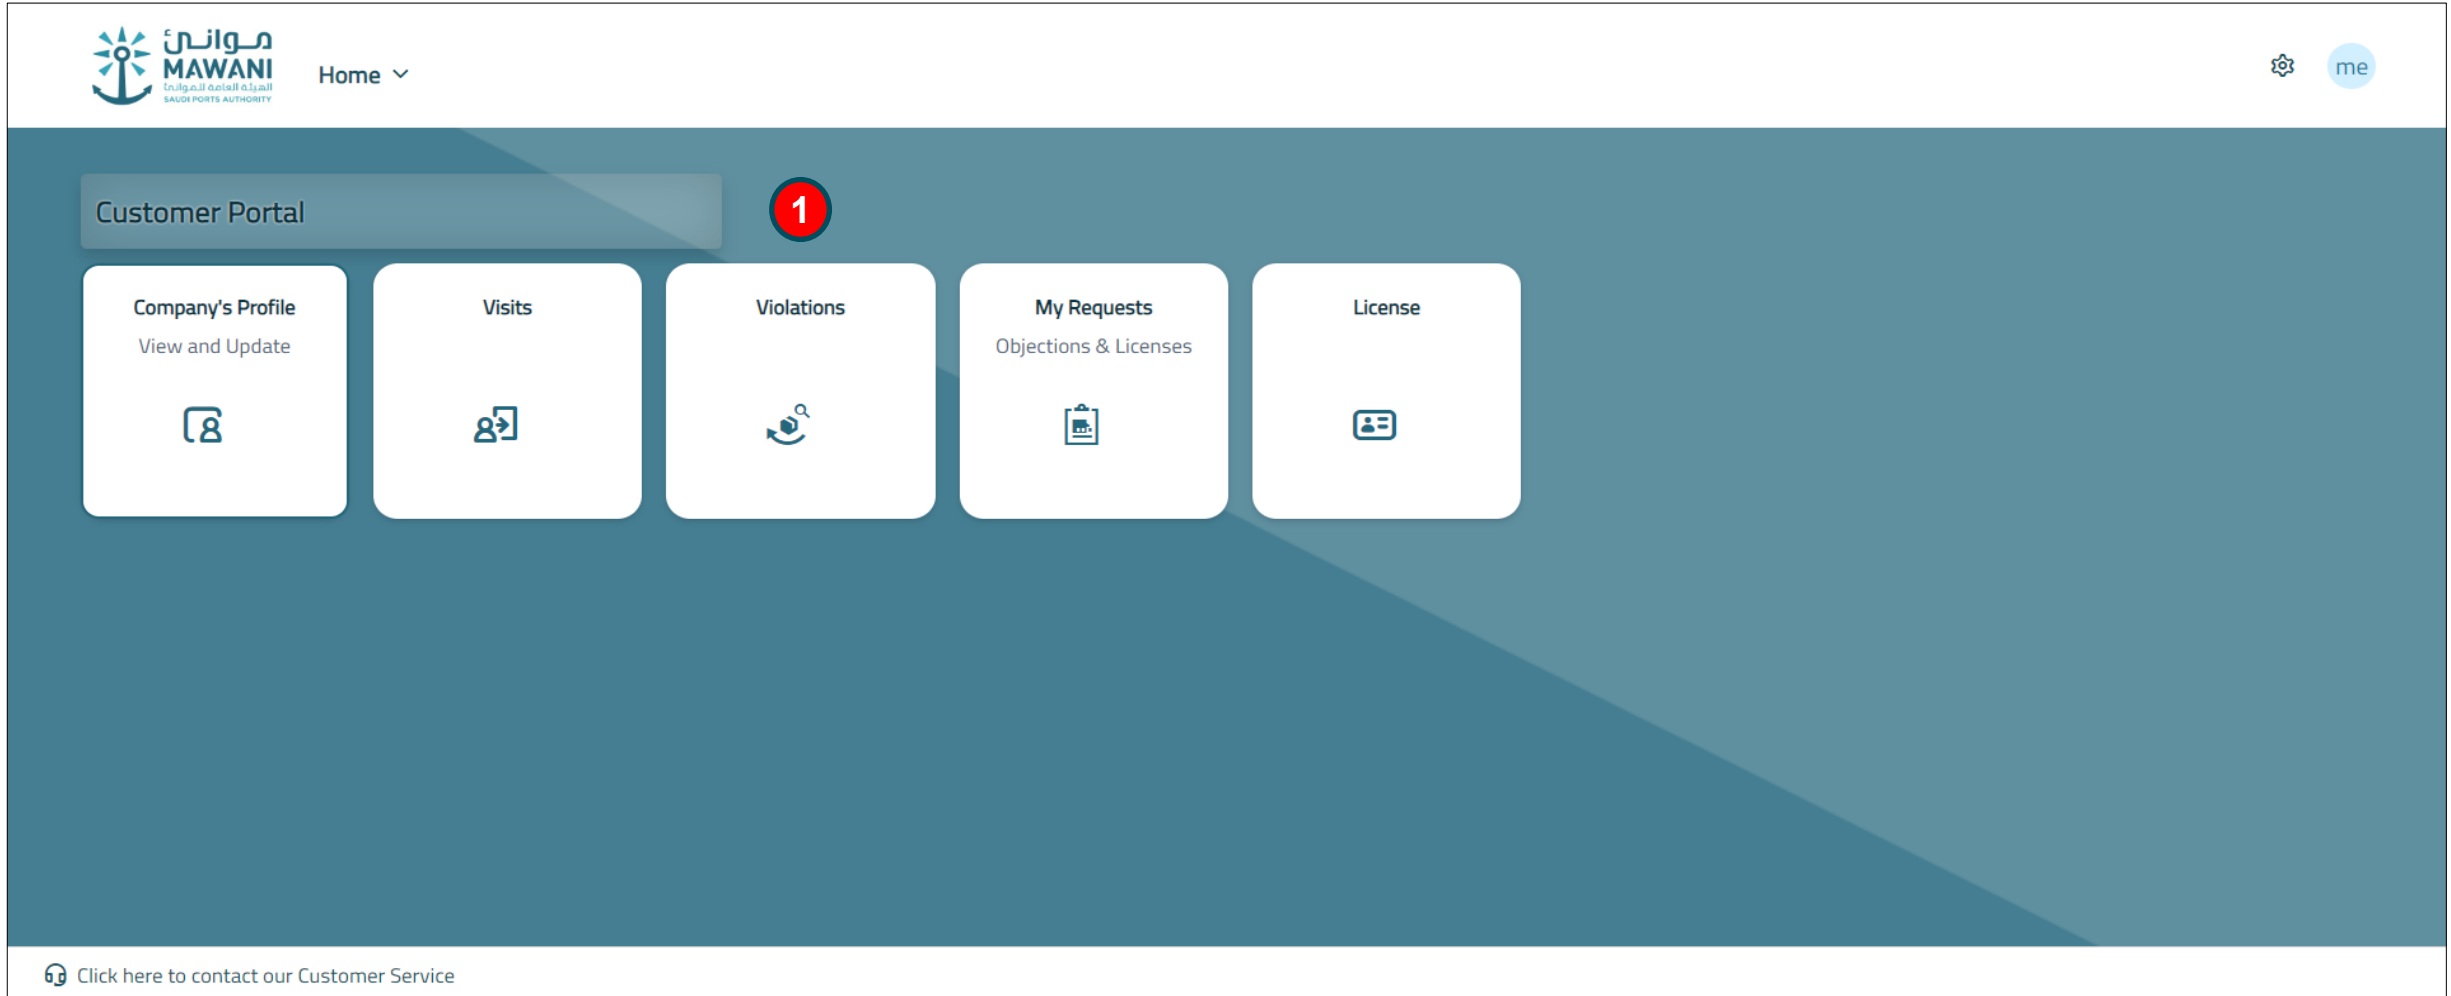 موانئ
MAWANI
الهيئة العامة للموانئ
SAUDI PORTS AUTHORITY
Home
me
Customer Portal
1
Company's Profile
View and Update
Visits
Violations
My Requests
Objections & Licenses
License
Click here to contact our Customer Service